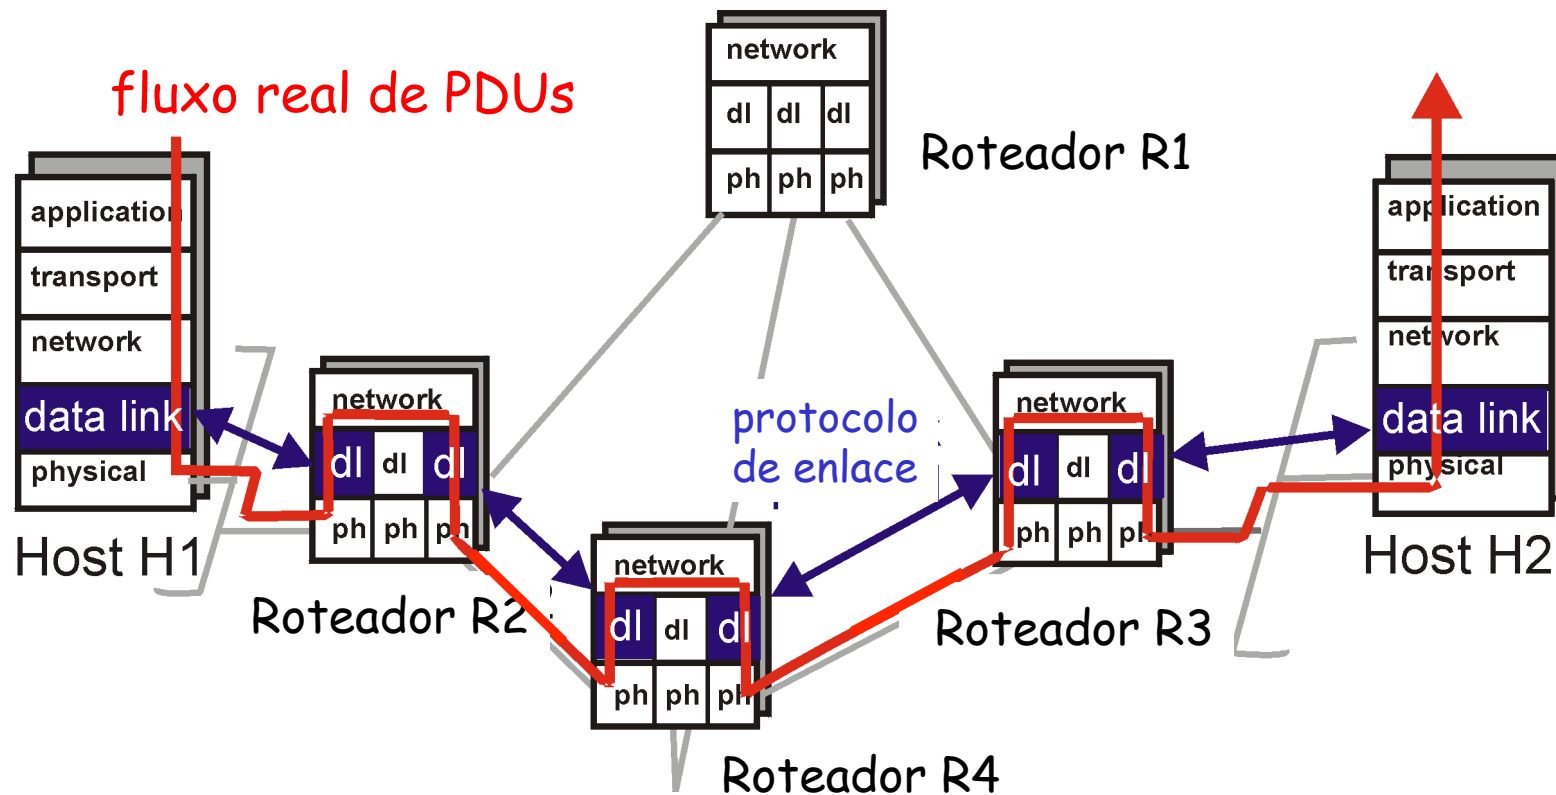 fluxo real de PDUs
network
dl dl dl
ph ph ph
Roteador R1
application
transport
network
data link
physical
Host H1
network
dl dl dl
ph ph ph
Roteador R2
protocolo
de enlace
network
dl dl dl
ph ph ph
Roteador R4
network
dl dl dl
ph ph ph
Roteador R3
application
transport
network
data link
physical
Host H2